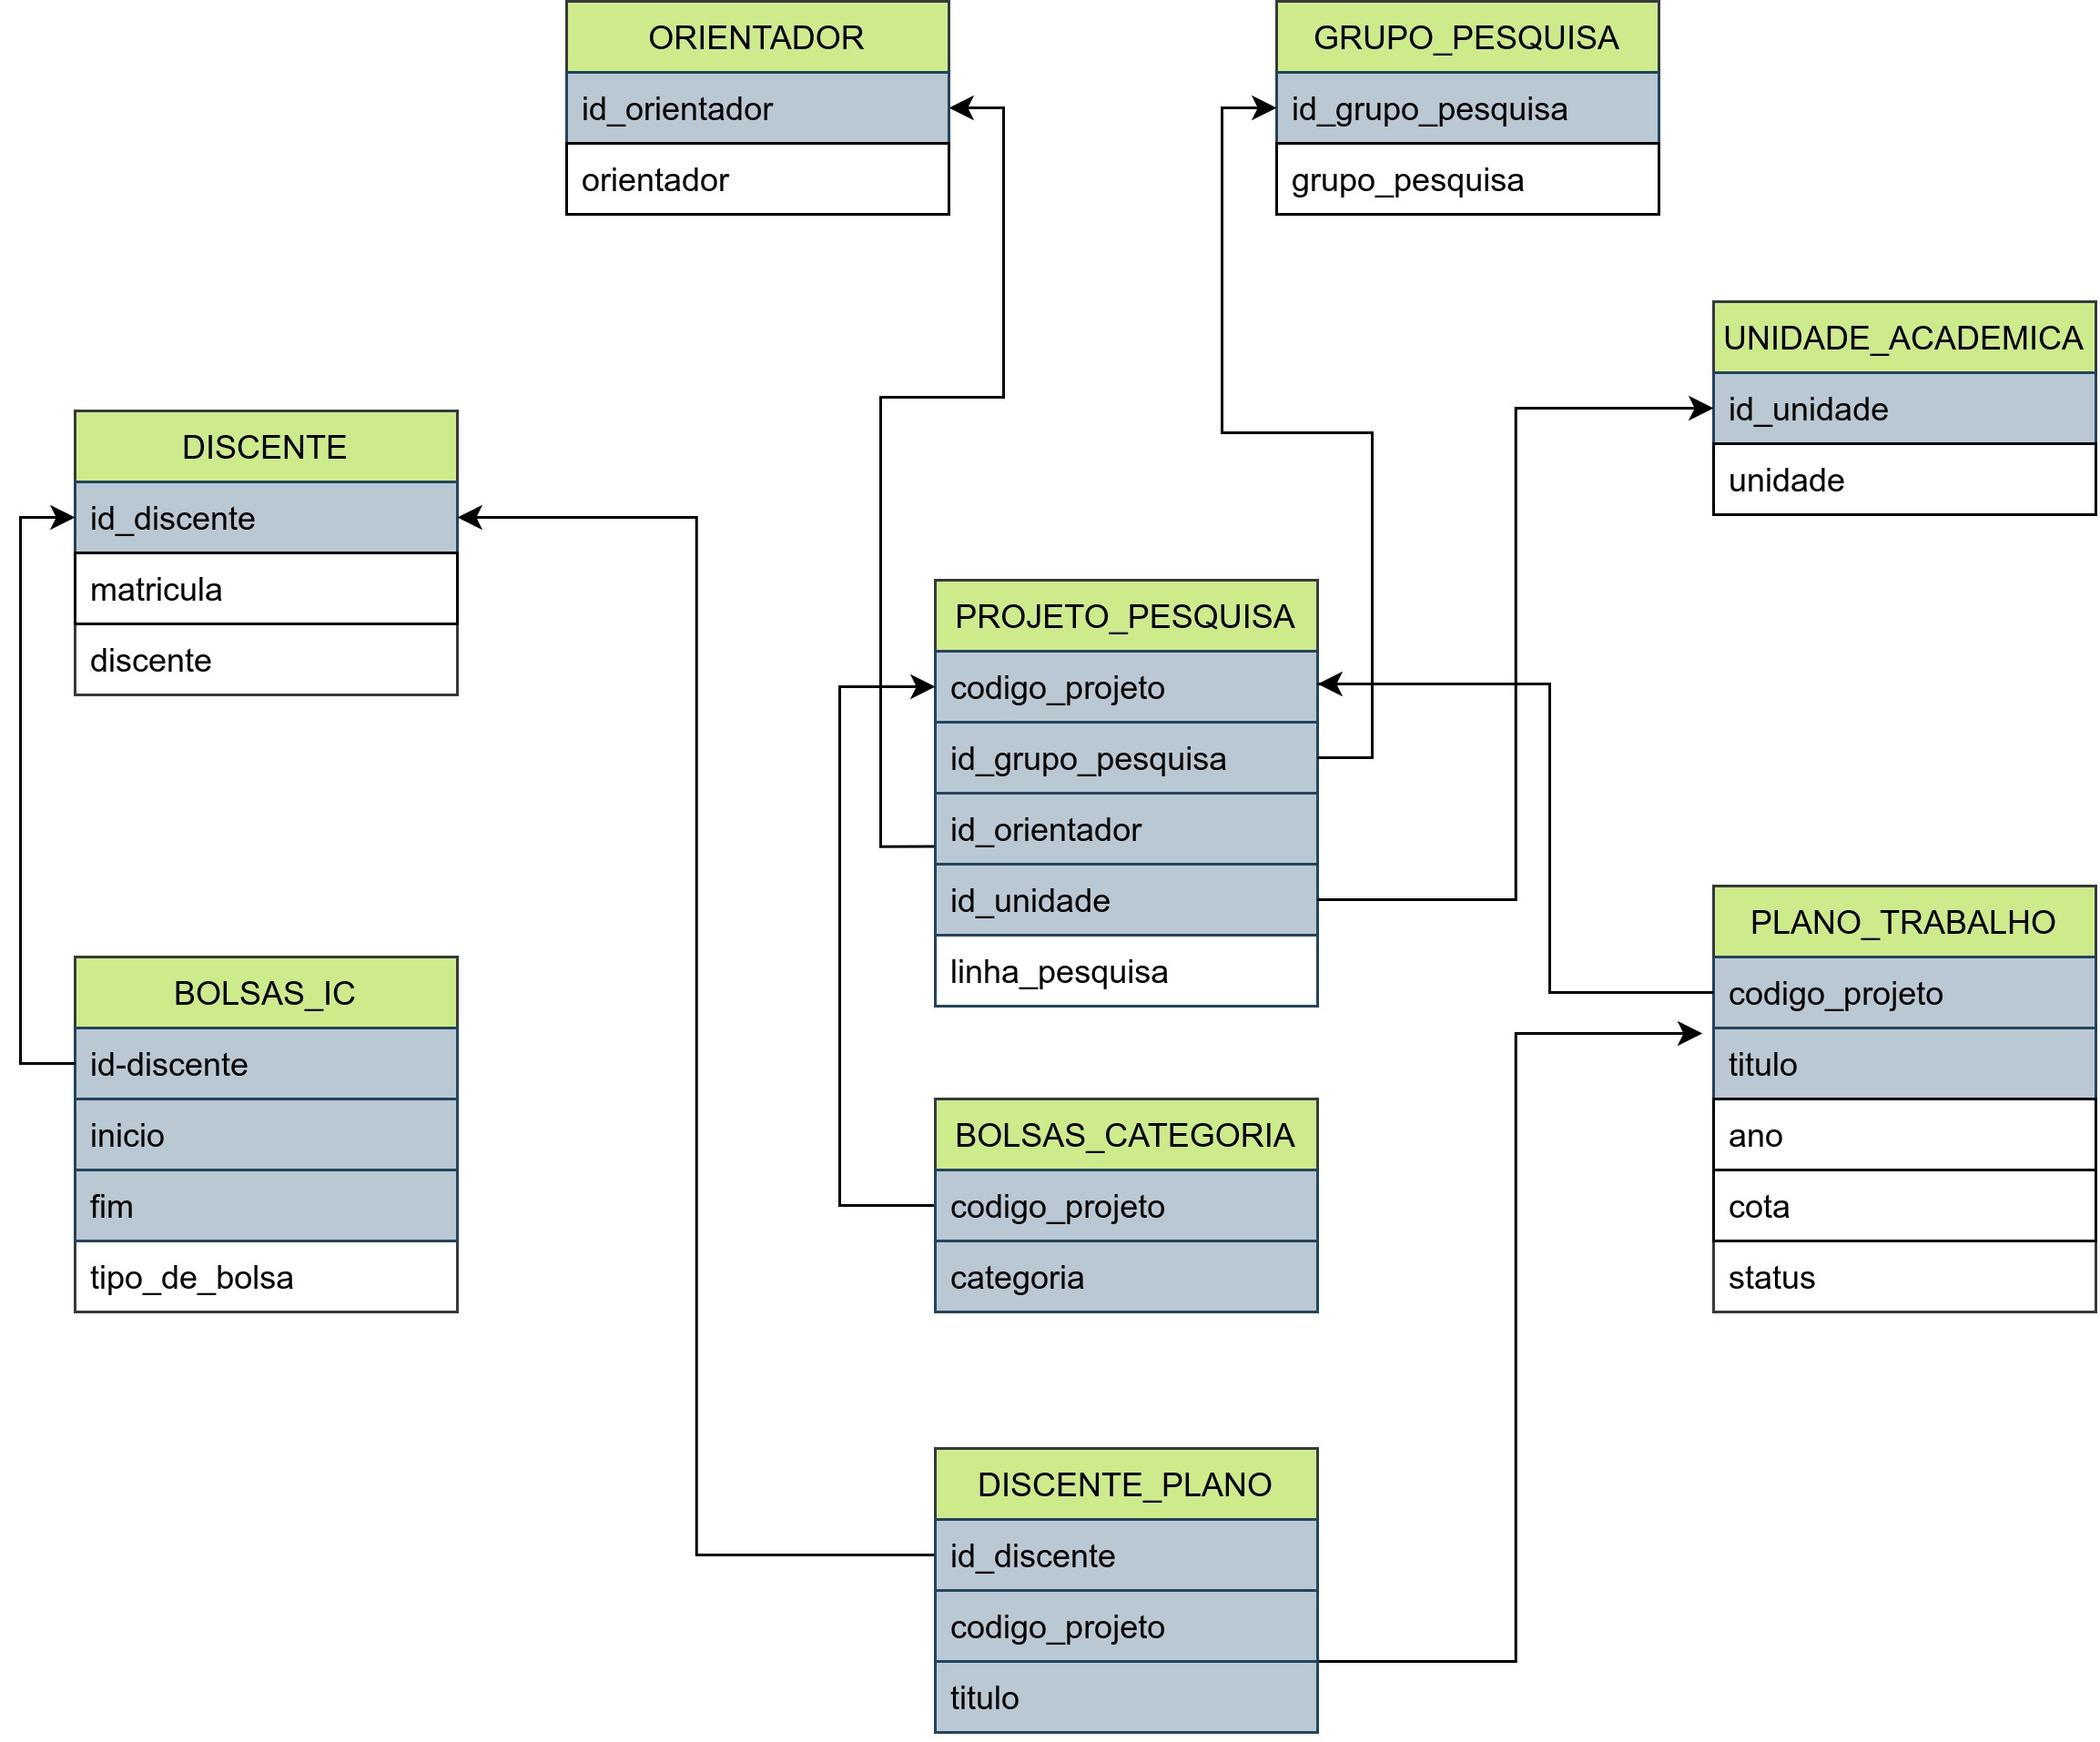 ORIENTADOR
id_orientador
orientador
GRUPO_PESQUISA
id_grupo_pesquisa
grupo_pesquisa
UNIDADE_ACADEMICA
id_unidade
unidade
DISCENTE
id_discente
matricula
discente
PROJETO_PESQUISA
codigo_projeto
id_grupo_pesquisa
id_orientador
id_unidade
linha_pesquisa
PLANO_TRABALHO
codigo_projeto
titulo
ano
cota
status
BOLSAS_IC
id-discente
inicio
fim
tipo_de_bolsa
BOLSAS_CATEGORIA
codigo_projeto
categoria
DISCENTE_PLANO
id_discente
codigo_projeto
titulo